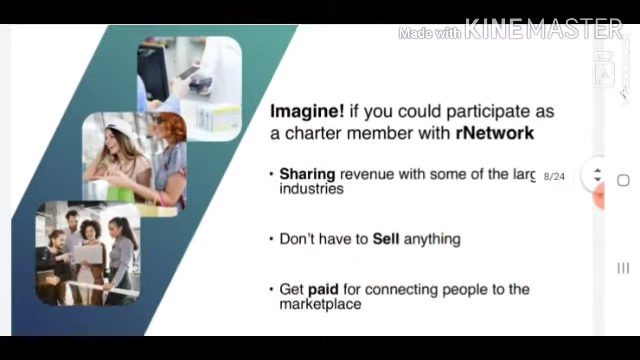 Made with KINEMASTER
Imagine! if you could participate as
a charter member with rNetwork
• Sharing revenue with some of the larg
8/24
industries
• Don't have to Sell anything
• Get paid for connecting people to the
marketplace